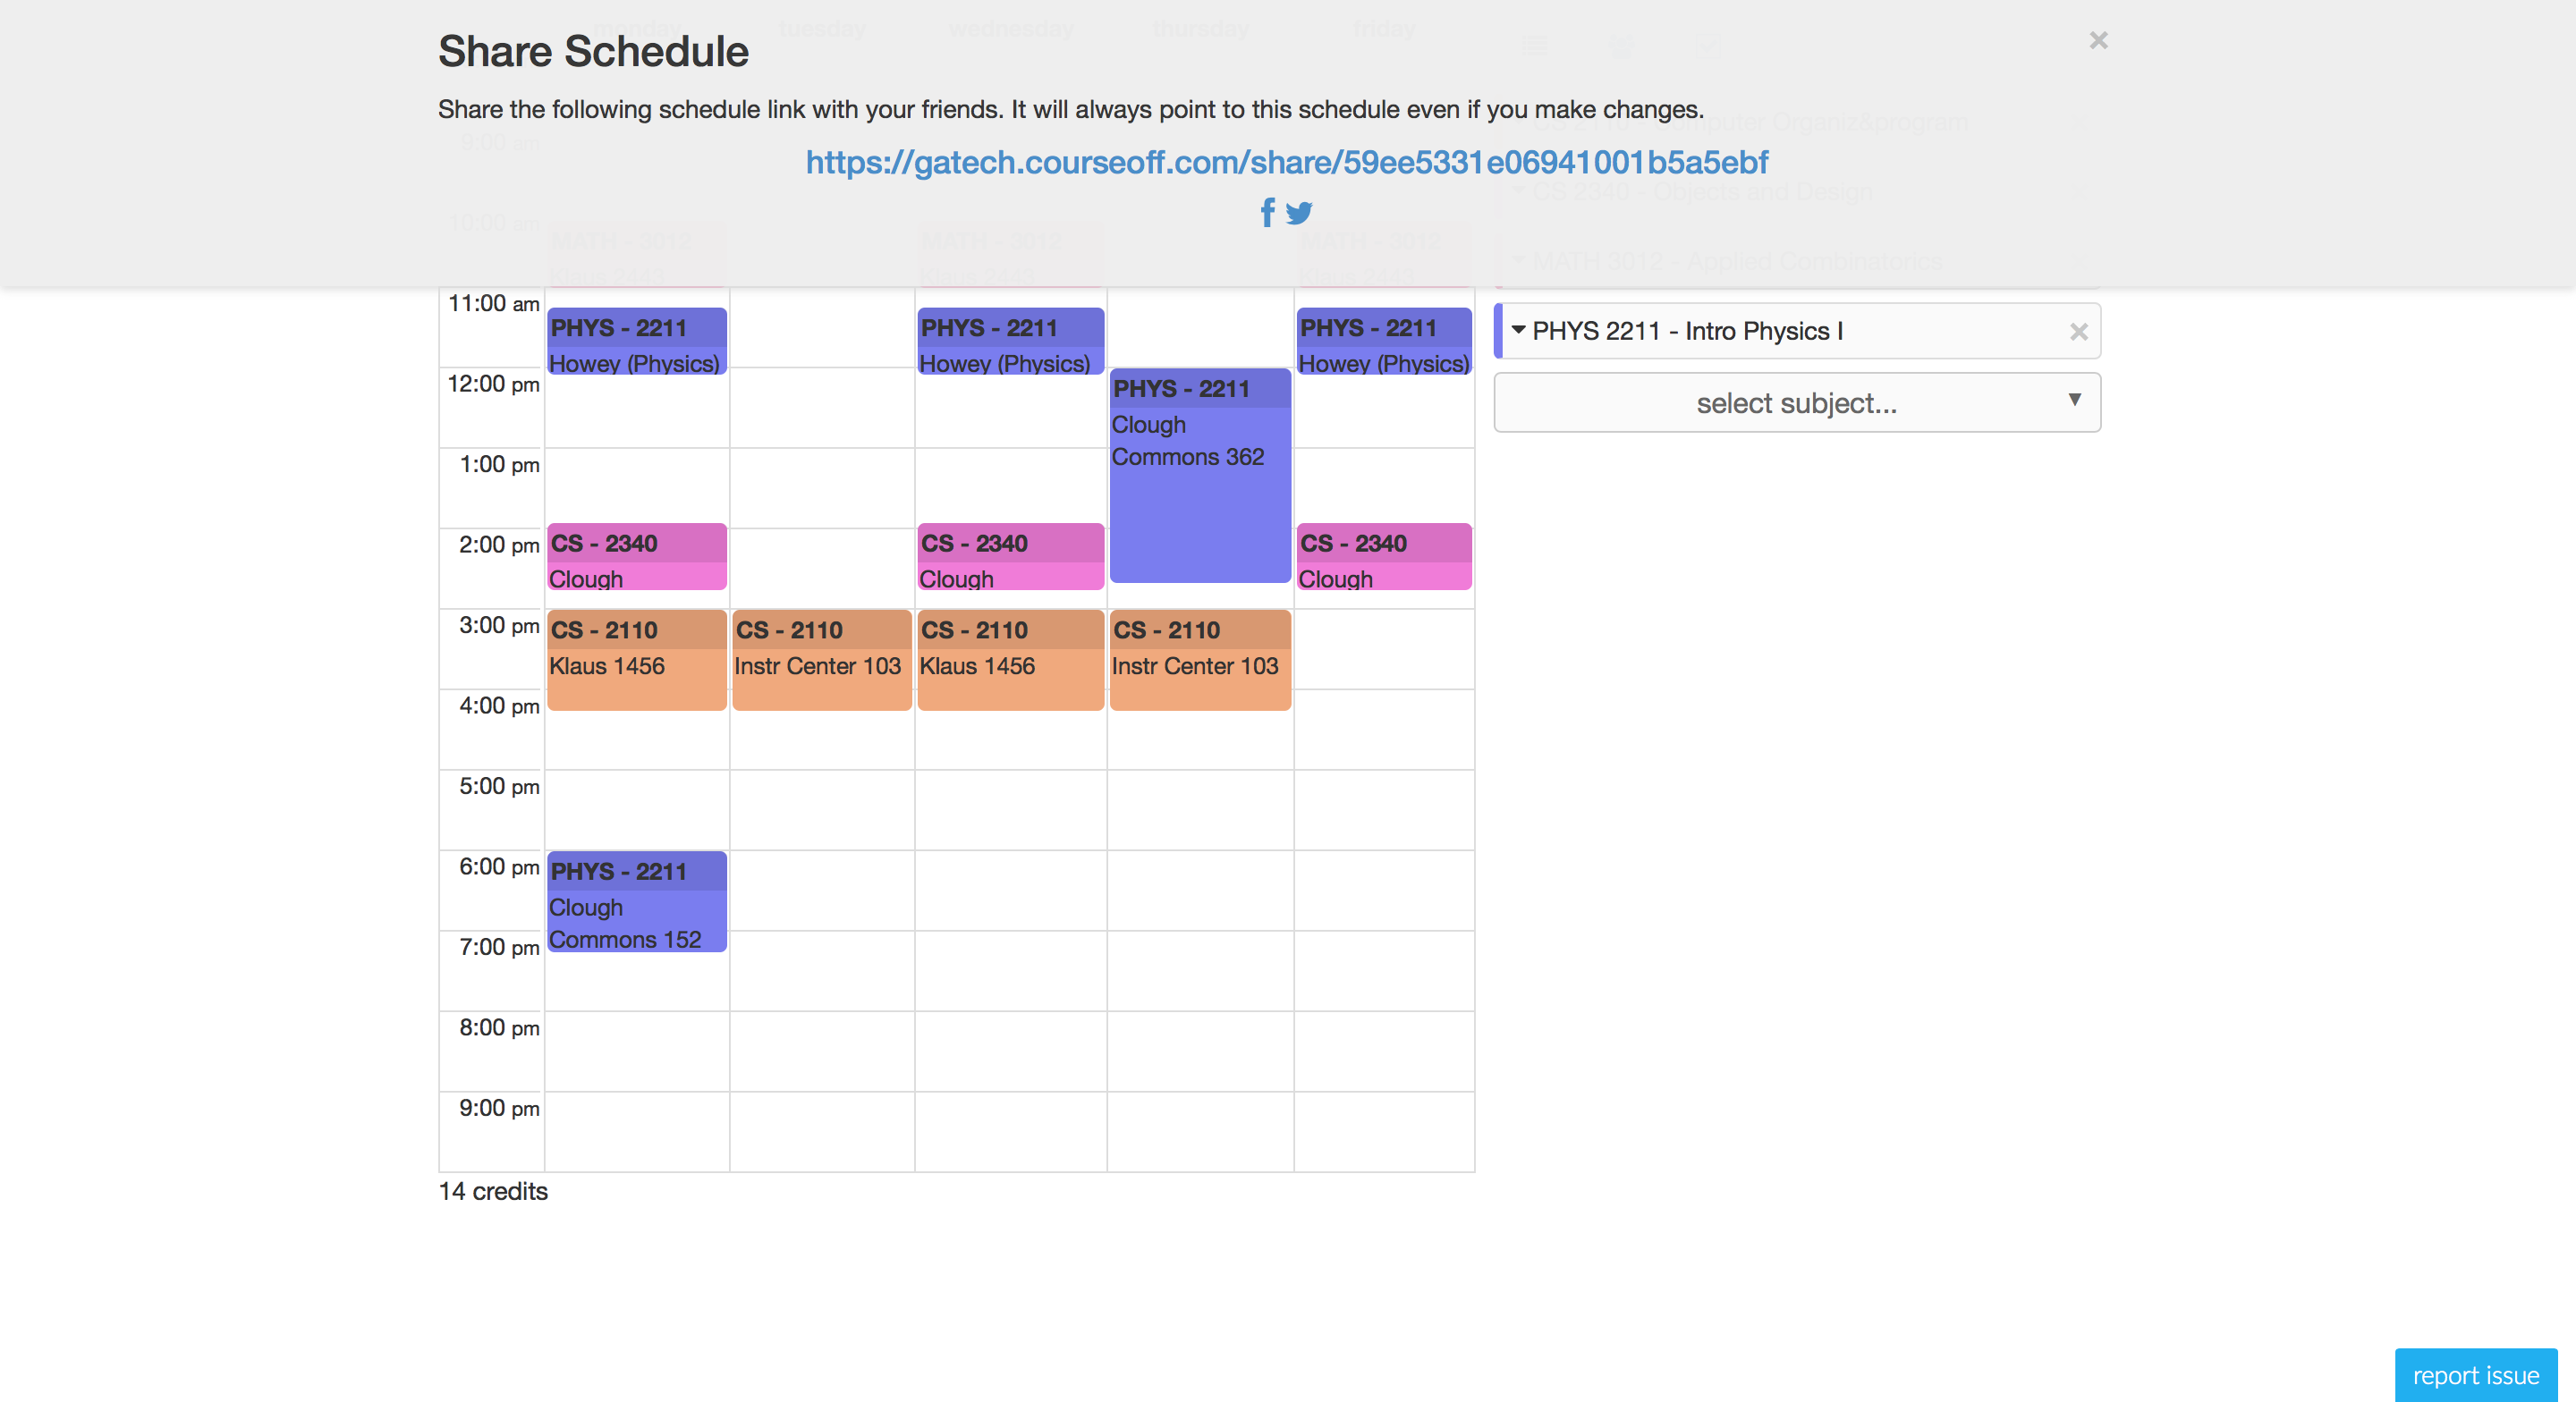 monday tuesday wednesday thursday friday
Share Schedule
×
Share the following schedule link with your friends. It will always point to this schedule even if you make changes.
CS 2110 - Computer Organiz&program
9:00 am
https://gatech.courseoff.com/share/59ee5331e06941001b5a5ebf
CS 2340 - Objects and Design
10:00 am
MATH - 3012 MATH - 3012 MATH - 3012
MATH 3012 - Applied Combinatorics
Klaus 2443 Klaus 2443 Klaus 2443
11:00 am
PHYS - 2211 PHYS - 2211 PHYS - 2211
PHYS 2211 - Intro Physics I
Howey (Physics) Howey (Physics) Howey (Physics)
12:00 pm
PHYS - 2211
select subject...
Clough
Commons 362
1:00 pm
2:00 pm
CS - 2340 CS - 2340 CS - 2340
Clough Clough Clough
3:00 pm
CS - 2110 CS - 2110 CS - 2110 CS - 2110
Klaus 1456 Instr Center 103 Klaus 1456 Instr Center 103
4:00 pm
5:00 pm
6:00 pm
PHYS - 2211
Clough
Commons 152
7:00 pm
8:00 pm
9:00 pm
14 credits
report issue